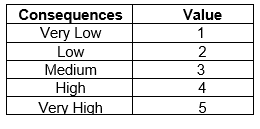 Consequences Value
Very Low 1
Low 2
Medium 3
High 4
Very High 5